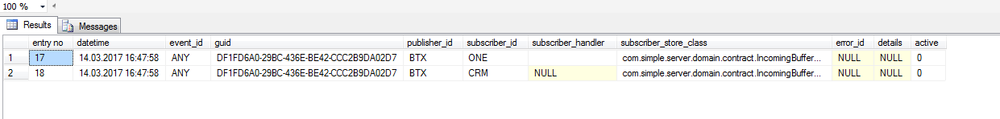 100 %
Results Messages
entry no datetime event_id guid publisher_id subscriber_id subscriber_handler subscriber_store_class error_id details active
1 17 14.03.2017 16:47:58 ANY DF1FD6A0-29BC-436E-BE42-CCC2B9DA02D7 BTX ONE com.simple.server.domain.contract.IncomingBuffer... NULL NULL 0
2 18 14.03.2017 16:47:58 ANY DF1FD6A0-29BC-436E-BE42-CCC2B9DA02D7 BTX CRM NULL com.simple.server.domain.contract.IncomingBuffer... NULL NULL 0